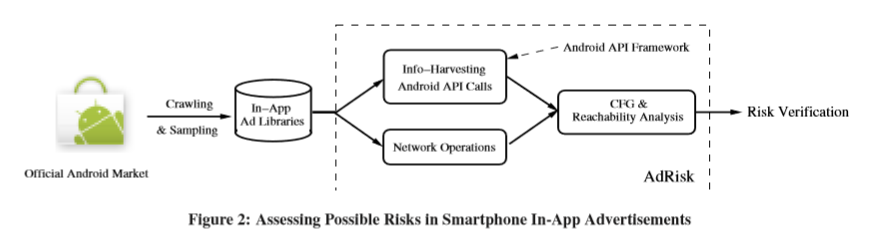 Official Android Market
Crawling
& Sampling
In-App
Ad Libraries
Info-Harvesting
Android API Calls
Network Operations
Android API Framework
CFG &
Reachability Analysis
AdRisk
Risk Verification
Figure 2: Assessing Possible Risks in Smartphone In-App Advertisements